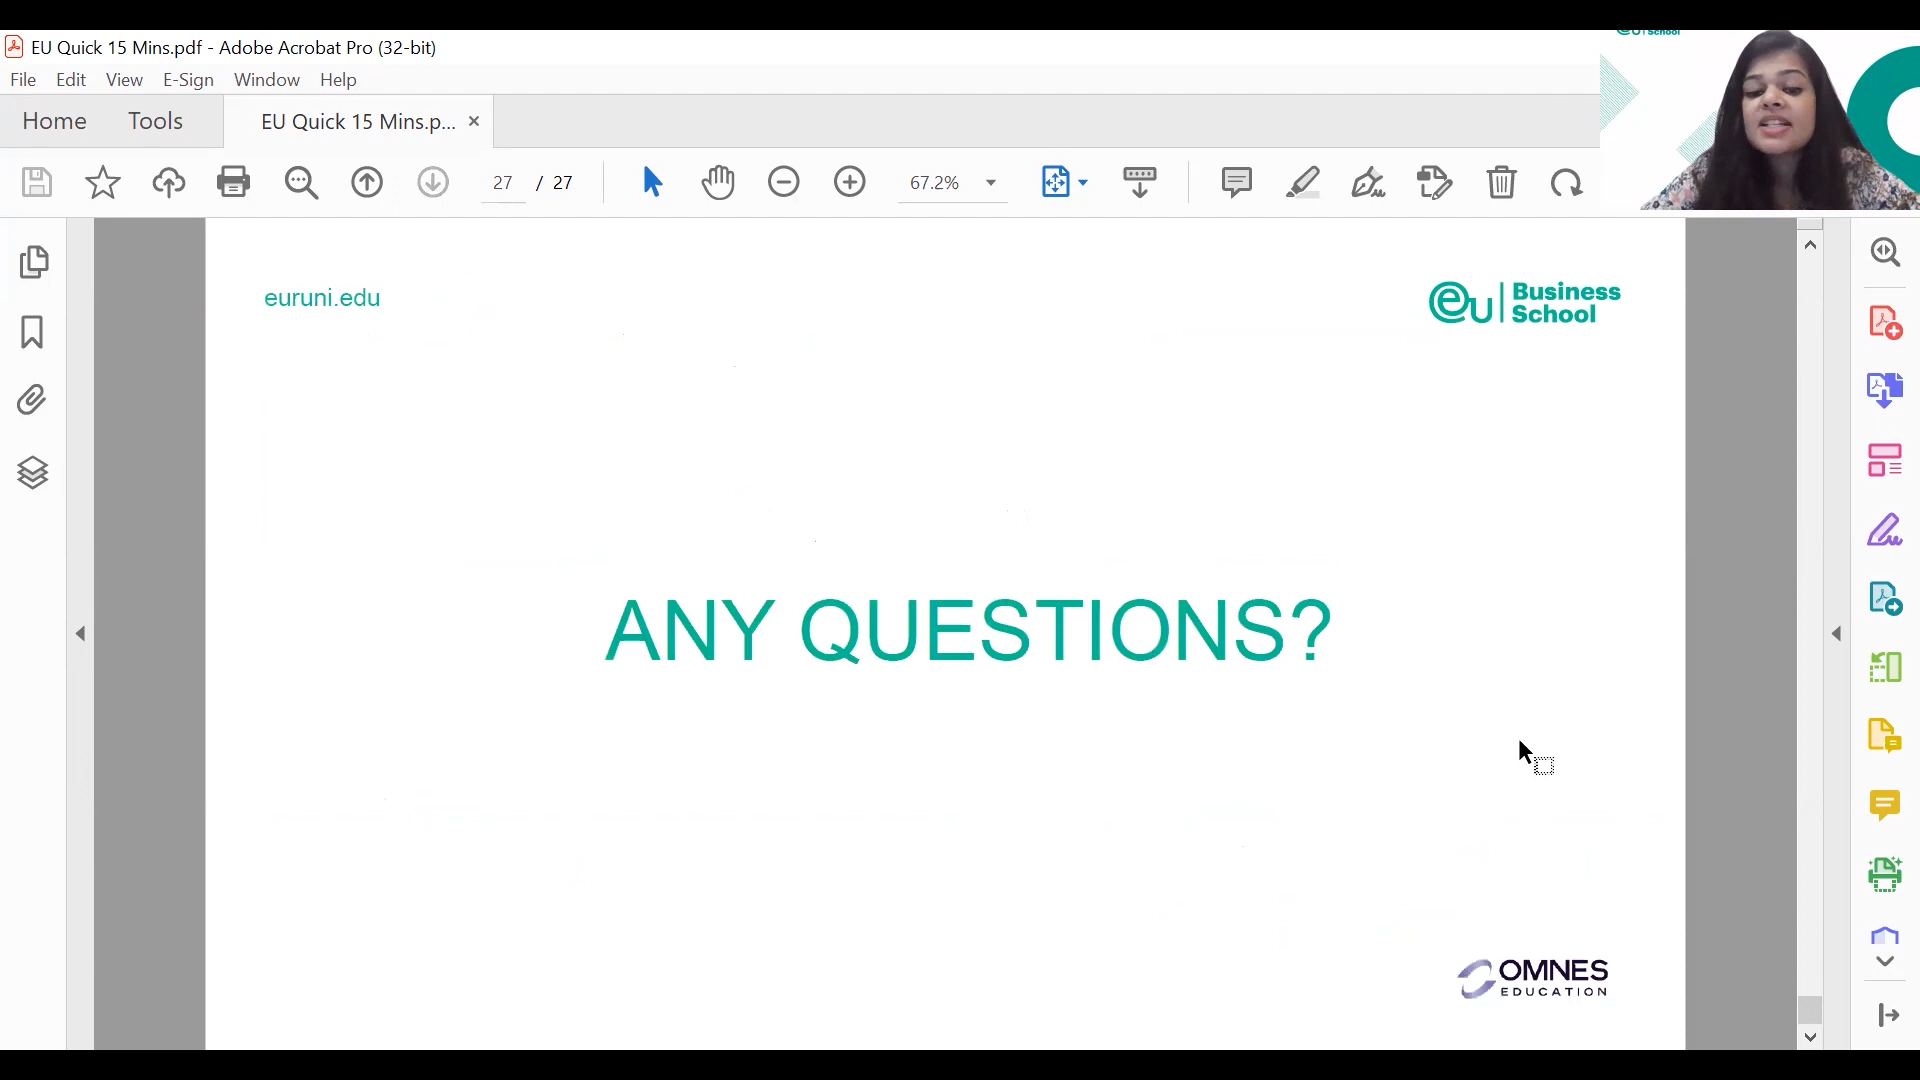 EU Quick 15 Mins.pdf - Adobe Acrobat Pro (32-bit)
File Edit View E-Sign Window Help
Home Tools EU Quick 15 Mins.p... ×
27 / 27 67.2%
euruni.edu
eu Business
School
ANY QUESTIONS?
OMNES
EDUCATION